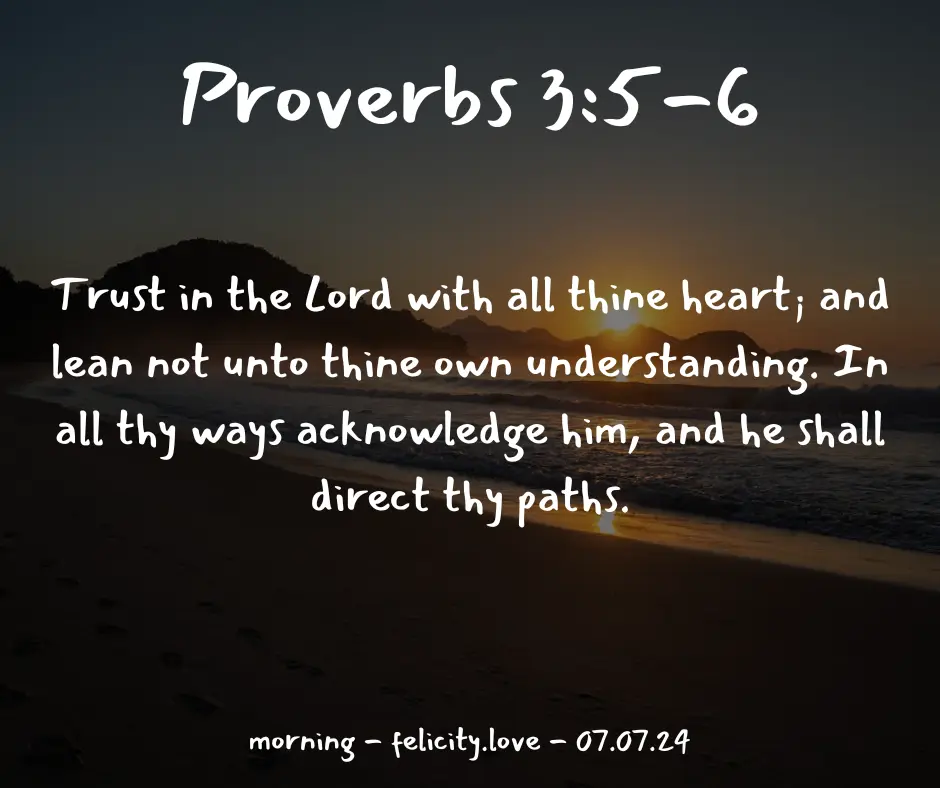 Proverbs 3:5-6
Trust in the Lord with all thine heart; and
lean not unto thine own understanding. In
all thy ways acknowledge him, and he shall
direct thy paths.
morning - felicity.love - 07.07.24